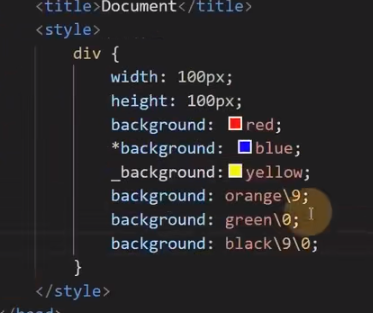 <title>Document</title>
<style>
div {
width: 100px;
height: 100px;
background: red;
*background: blue;
_background:yellow;
background: orange\9;
background: green\0;
background: black\9\0;
}
</style>
</head>